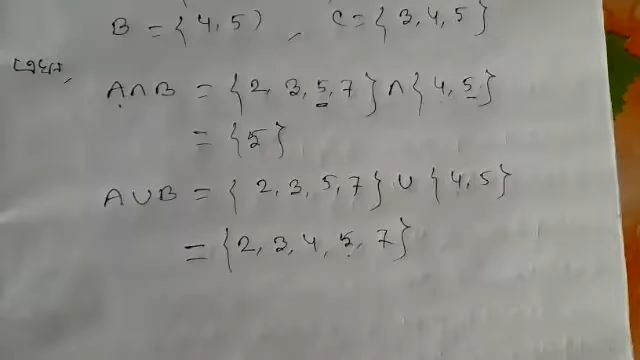 B = {4,5} , C = {3,4,5}
এখন,
A∩B = {2, 3, 5, 7} ∩ {4, 5}
= {5}
A∪B = {2, 3, 5, 7} ∪ {4, 5}
= {2, 3, 4, 5, 7}